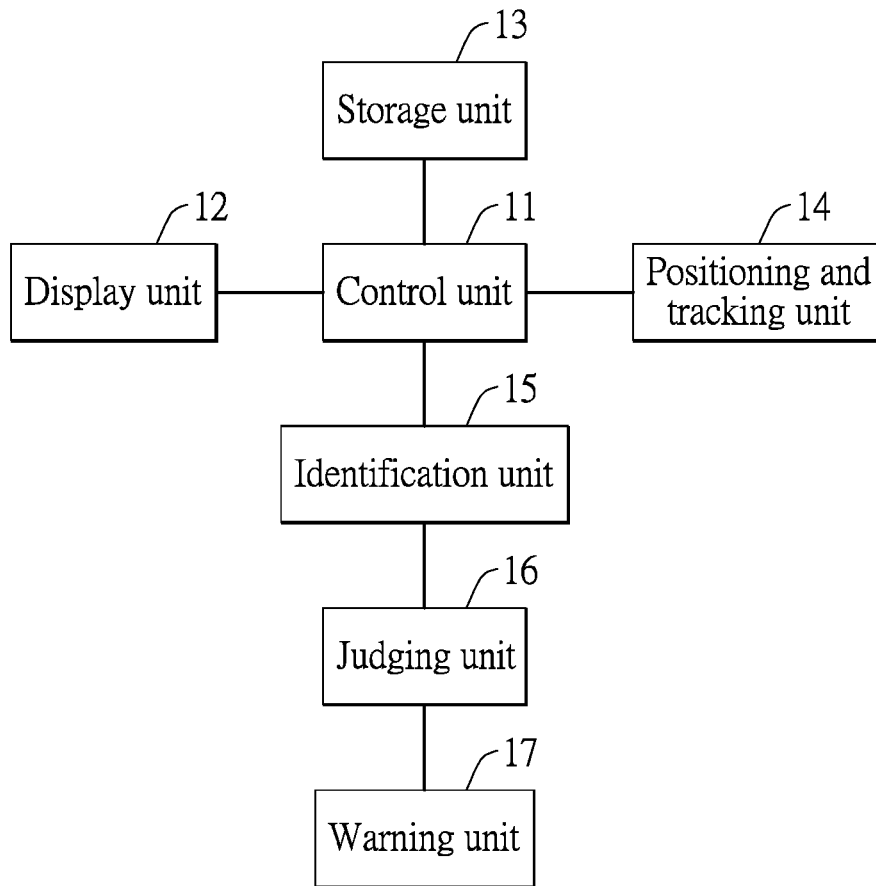 13
Storage unit
12
11
14
Display unit
Control unit
Positioning and
tracking unit
15
Identification unit
16
Judging unit
17
Warning unit